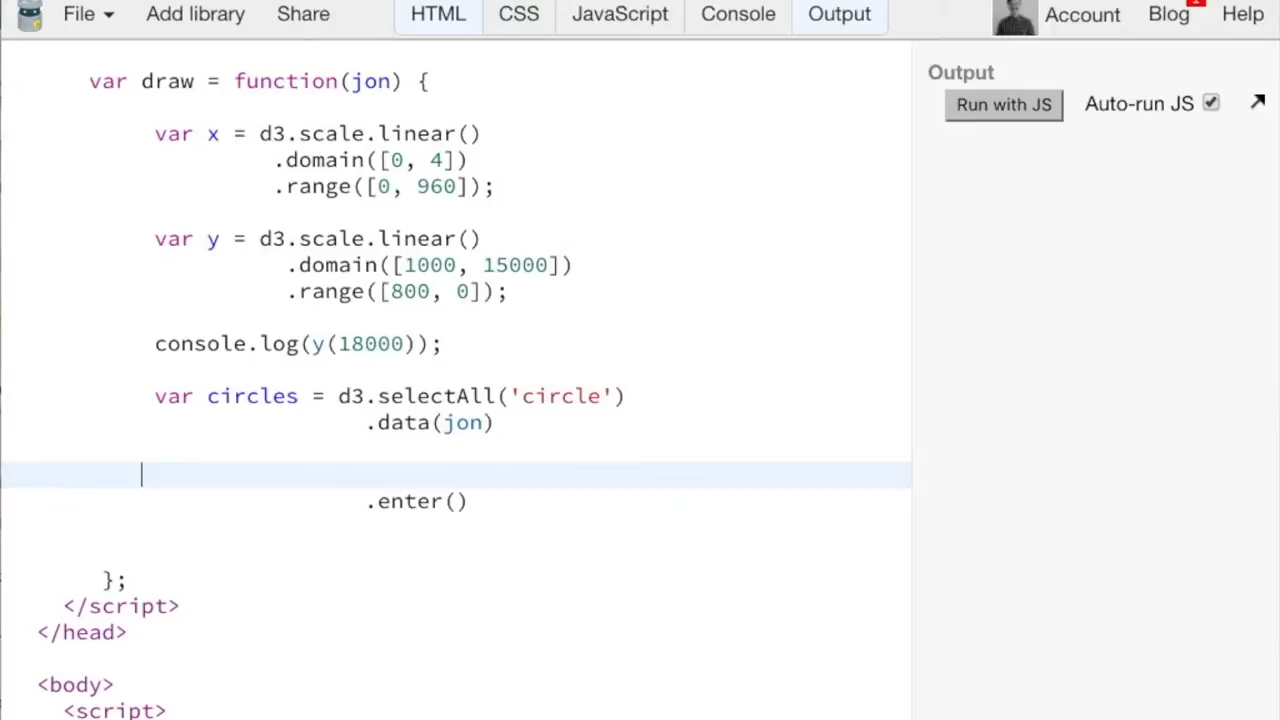 File Add library Share HTML CSS JavaScript Console Output 1 Account Blog Help
Output
Run with JS Auto-run JS
var draw = function(jon) {
var x = d3.scale.linear()
.domain([0, 4])
.range([0, 960]);
var y = d3.scale.linear()
.domain([1000, 15000])
.range([800, 0]);
console.log(y(18000));
var circles = d3.selectAll('circle')
.data(jon)
.enter()
};
</script>
</head>
<body>
<script>